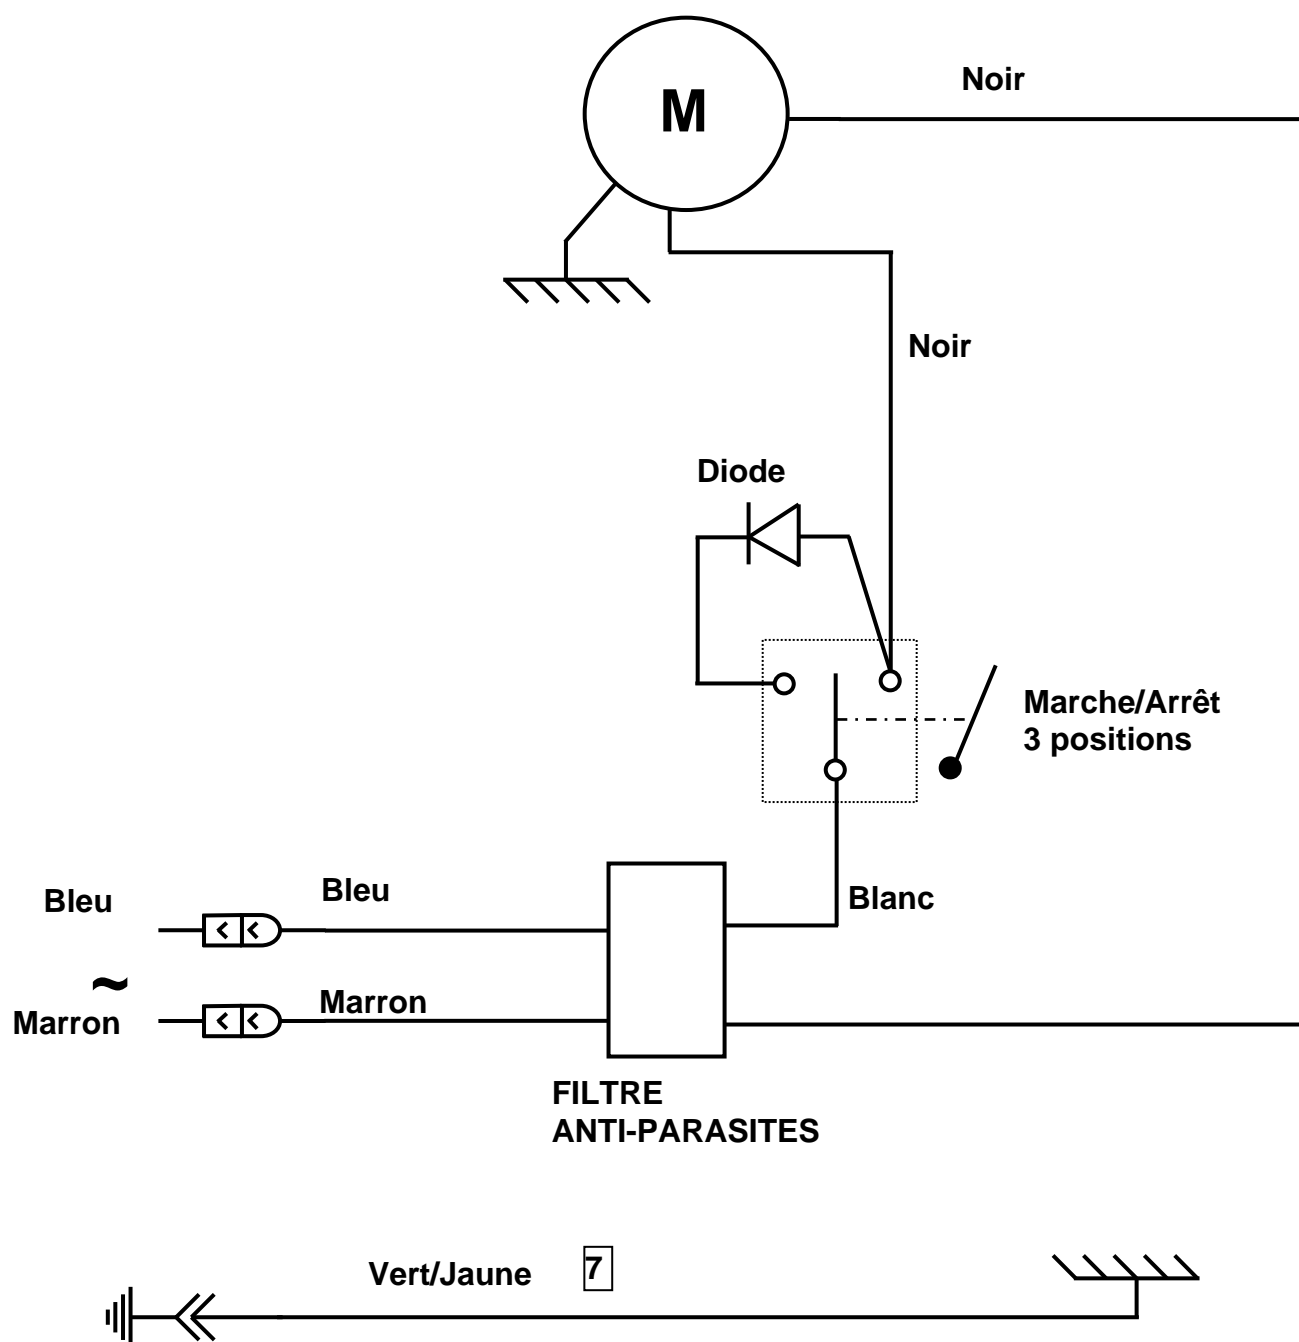 M
Noir
Noir
Diode
Marche/Arrêt
3 positions
Bleu
Bleu
Blanc
~
Marron
Marron
FILTRE
ANTI-PARASITES
Vert/Jaune
7